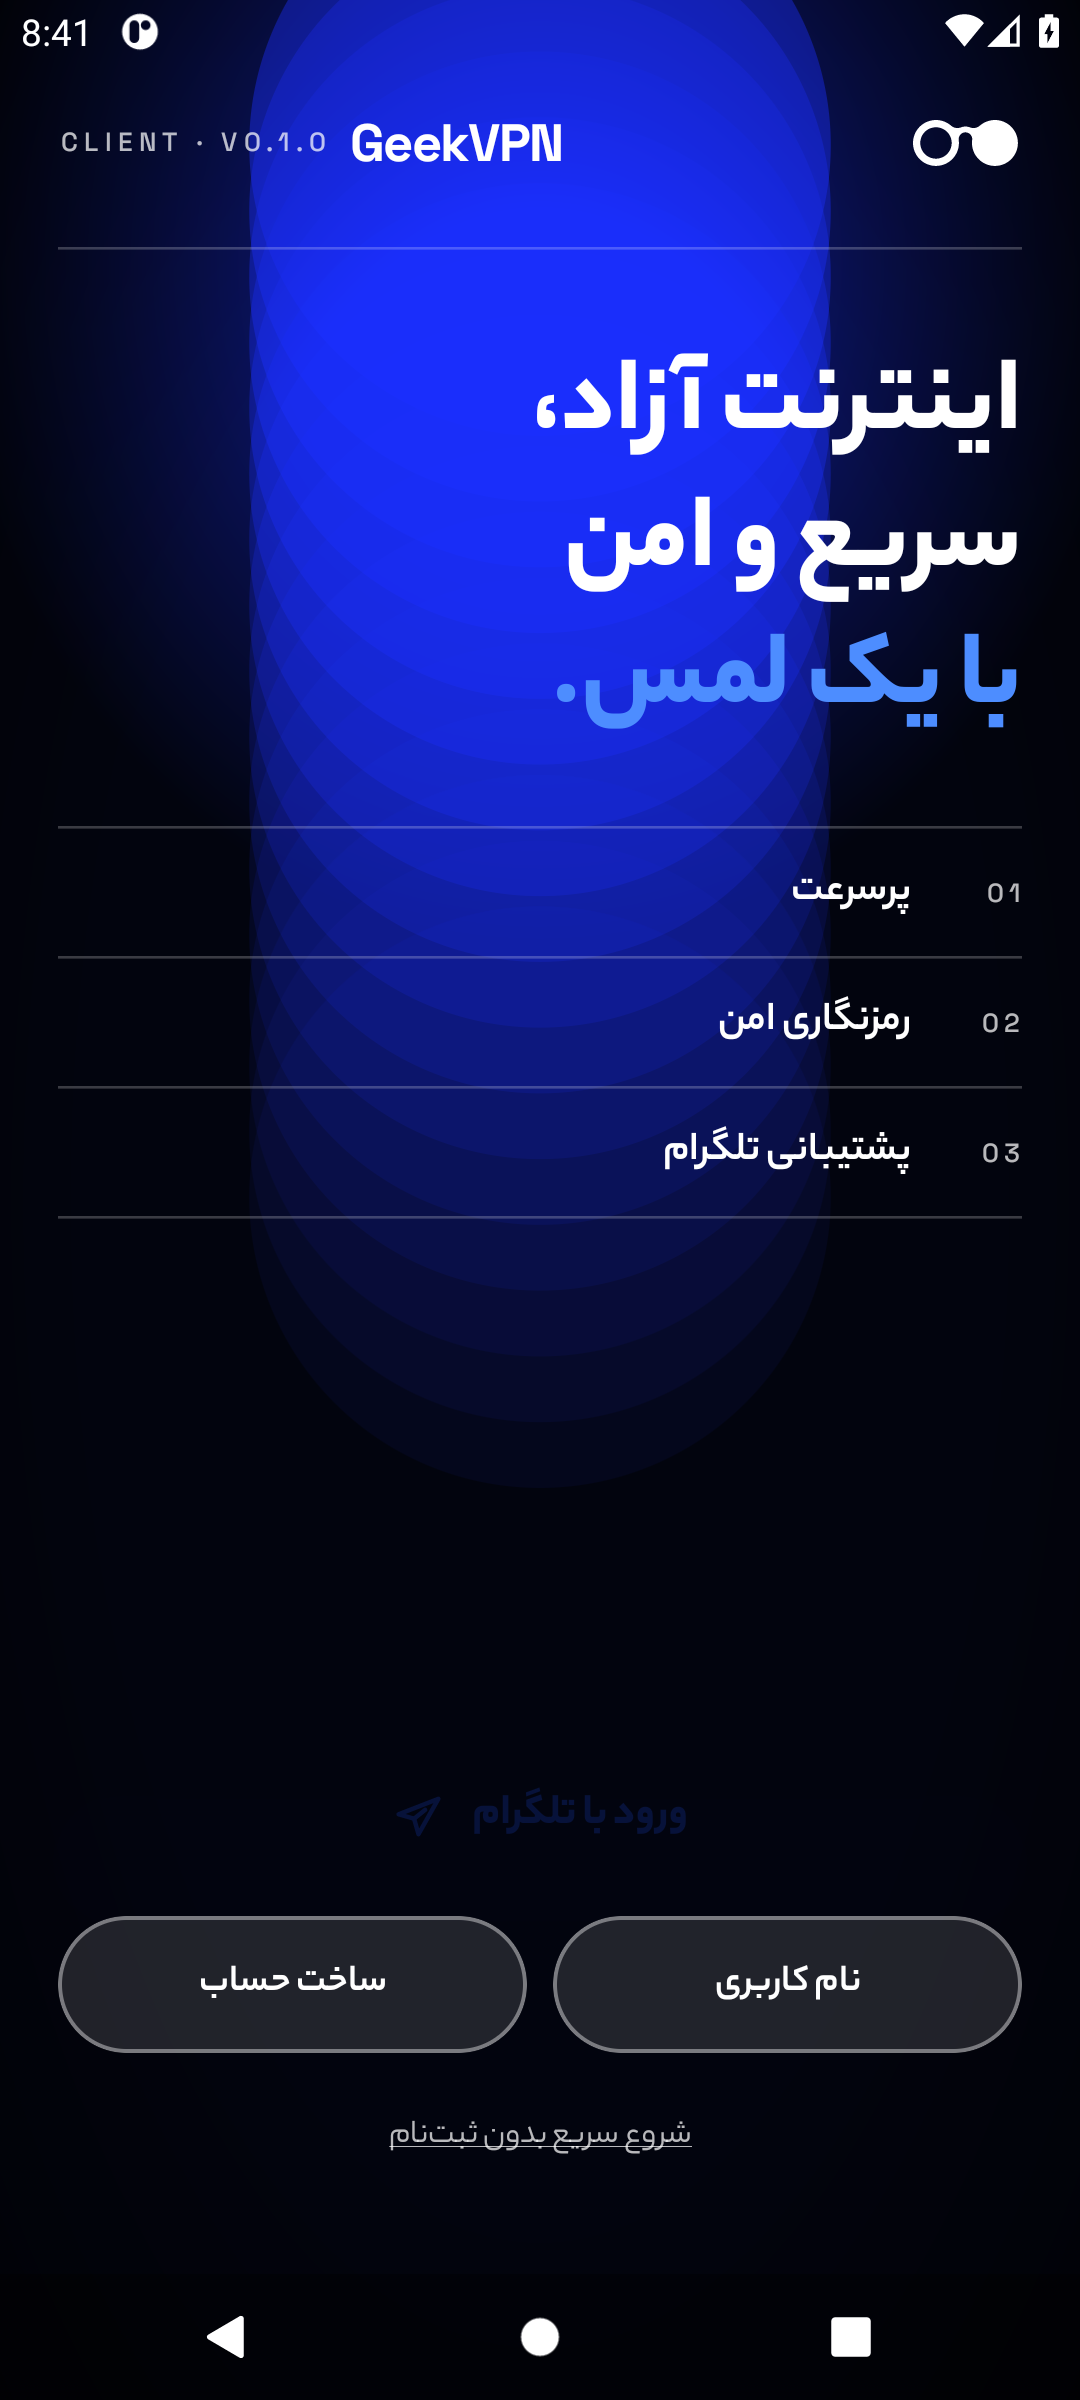 8:41
CLIENT · V0.1.0 GeekVPN
اینترنت آزاد،
سریع و امن
با یک لمس.
01 پرسرعت
02 رمزنگاری امن
03 پشتیبانی تلگرام
ورود با تلگرام
نام کاربری
ساخت حساب
شروع سریع بدون ثبت‌نام